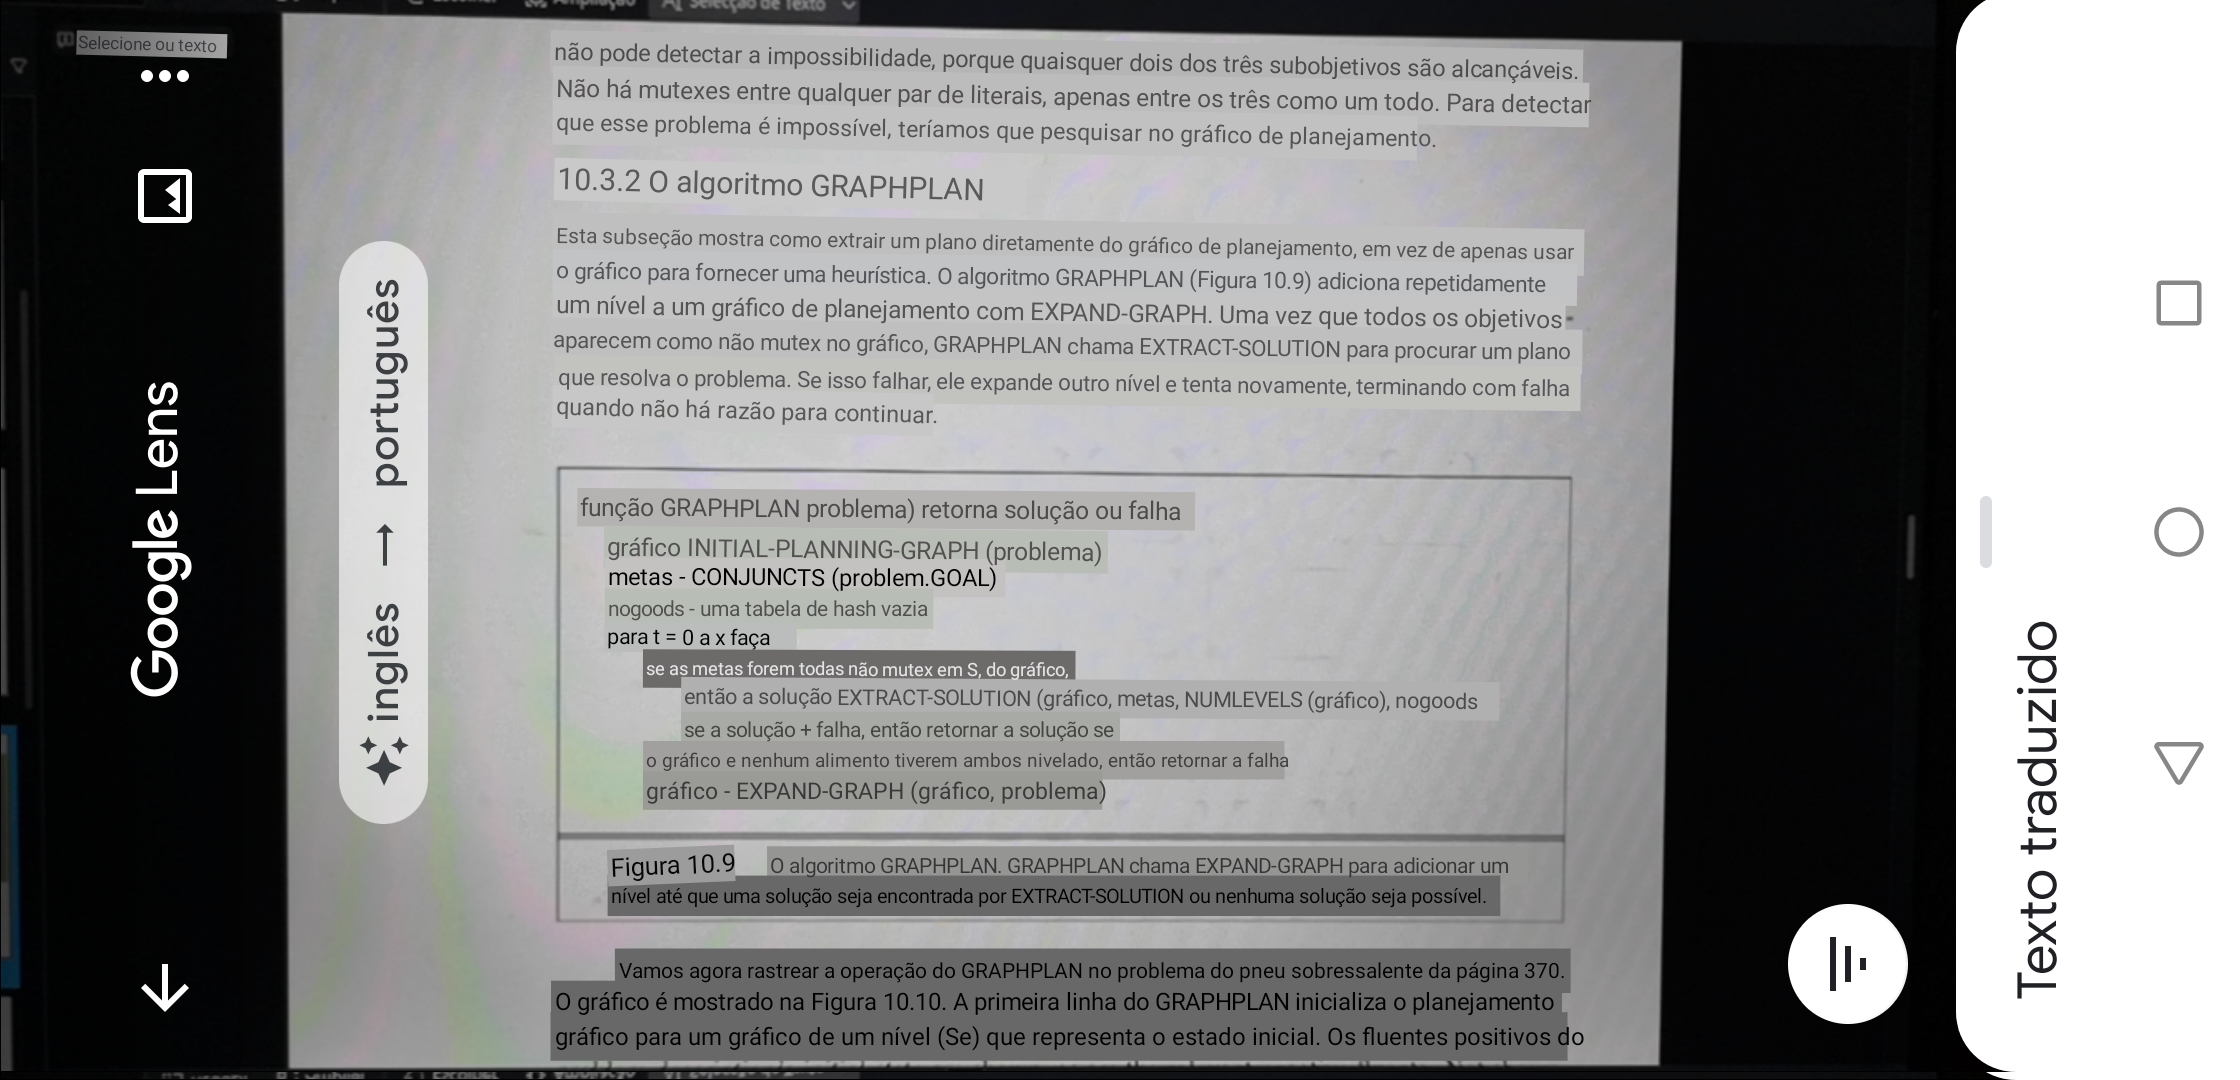 Selecção de Texto
Selecione ou texto
Google Lens
inglês → português
não pode detectar a impossibilidade, porque quaisquer dois dos três subobjetivos são alcançáveis.
Não há mutexes entre qualquer par de literais, apenas entre os três como um todo. Para detectar
que esse problema é impossível, teríamos que pesquisar no gráfico de planejamento.
10.3.2 O algoritmo GRAPHPLAN
Esta subseção mostra como extrair um plano diretamente do gráfico de planejamento, em vez de apenas usar
o gráfico para fornecer uma heurística. O algoritmo GRAPHPLAN (Figura 10.9) adiciona repetidamente
um nível a um gráfico de planejamento com EXPAND-GRAPH. Uma vez que todos os objetivos
aparecem como não mutex no gráfico, GRAPHPLAN chama EXTRACT-SOLUTION para procurar um plano
que resolva o problema. Se isso falhar, ele expande outro nível e tenta novamente, terminando com falha
quando não há razão para continuar.
função GRAPHPLAN problema) retorna solução ou falha
gráfico INITIAL-PLANNING-GRAPH (problema)
metas - CONJUNCTS (problem.GOAL)
nogoods - uma tabela de hash vazia
para t = 0 a x faça
se as metas forem todas não mutex em S, do gráfico,
então a solução EXTRACT-SOLUTION (gráfico, metas, NUMLEVELS (gráfico), nogoods
se a solução + falha, então retornar a solução se
o gráfico e nenhum alimento tiverem ambos nivelado, então retornar a falha
gráfico - EXPAND-GRAPH (gráfico, problema)
Figura 10.9 O algoritmo GRAPHPLAN. GRAPHPLAN chama EXPAND-GRAPH para adicionar um
nível até que uma solução seja encontrada por EXTRACT-SOLUTION ou nenhuma solução seja possível.
Vamos agora rastrear a operação do GRAPHPLAN no problema do pneu sobressalente da página 370.
O gráfico é mostrado na Figura 10.10. A primeira linha do GRAPHPLAN inicializa o planejamento
gráfico para um gráfico de um nível (Se) que representa o estado inicial. Os fluentes positivos do
Texto traduzido